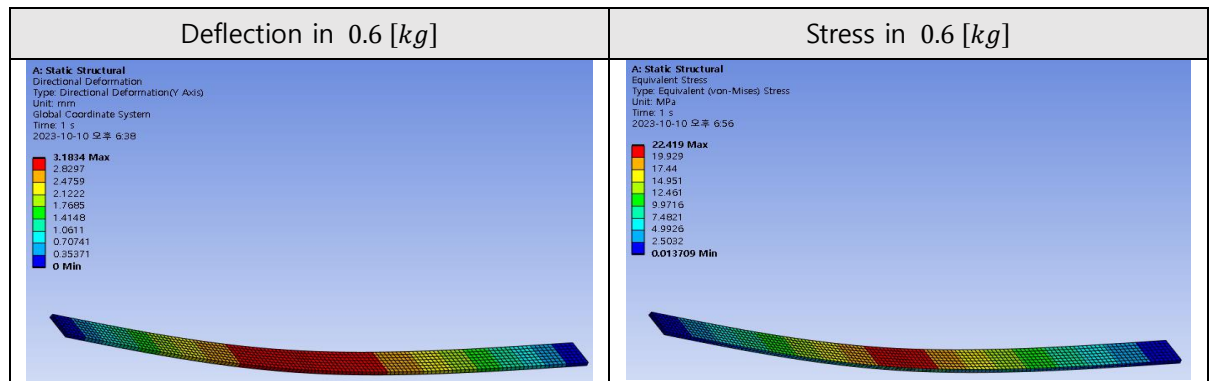 Deflection in 0.6 [kg]
Stress in 0.6 [kg]
A: Static Structural
Directional Deformation
Type: Directional Deformation(Y Axis)
Unit: mm
Global Coordinate System
Time: 1 s
2023-10-10 오후 6:38
3.1834 Max
2.8297
2.4759
2.1222
1.7685
1.4148
1.0611
0.70741
0.35371
0 Min
A: Static Structural
Equivalent Stress
Type: Equivalent (von-Mises) Stress
Unit: MPa
Time: 1 s
2023-10-10 오후 6:56
22.419 Max
19.929
17.44
14.951
12.461
9.9716
7.4821
4.9926
2.5032
0.013709 Min